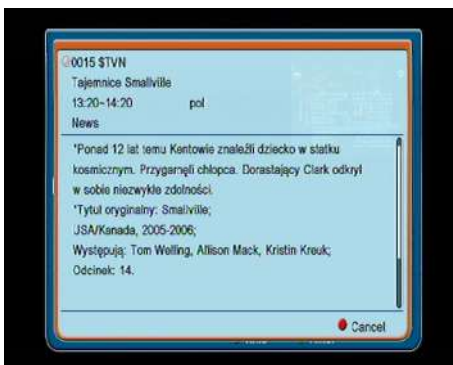 0015 $TVN
Tajemnice Smallville
13:20~14:20 pol
News
"Ponad 12 lat temu Kentowie znaleźli dziecko w statku
kosmicznym. Przygarnęli chłopca. Dorastający Clark odkrył
w sobie niezwykłe zdolności.
"Tytuł oryginalny: Smallville;
JSA/Kanada, 2005-2006;
Występują: Tom Welling, Allison Mack, Kristin Kreuk;
Odcinek: 14.
Cancel